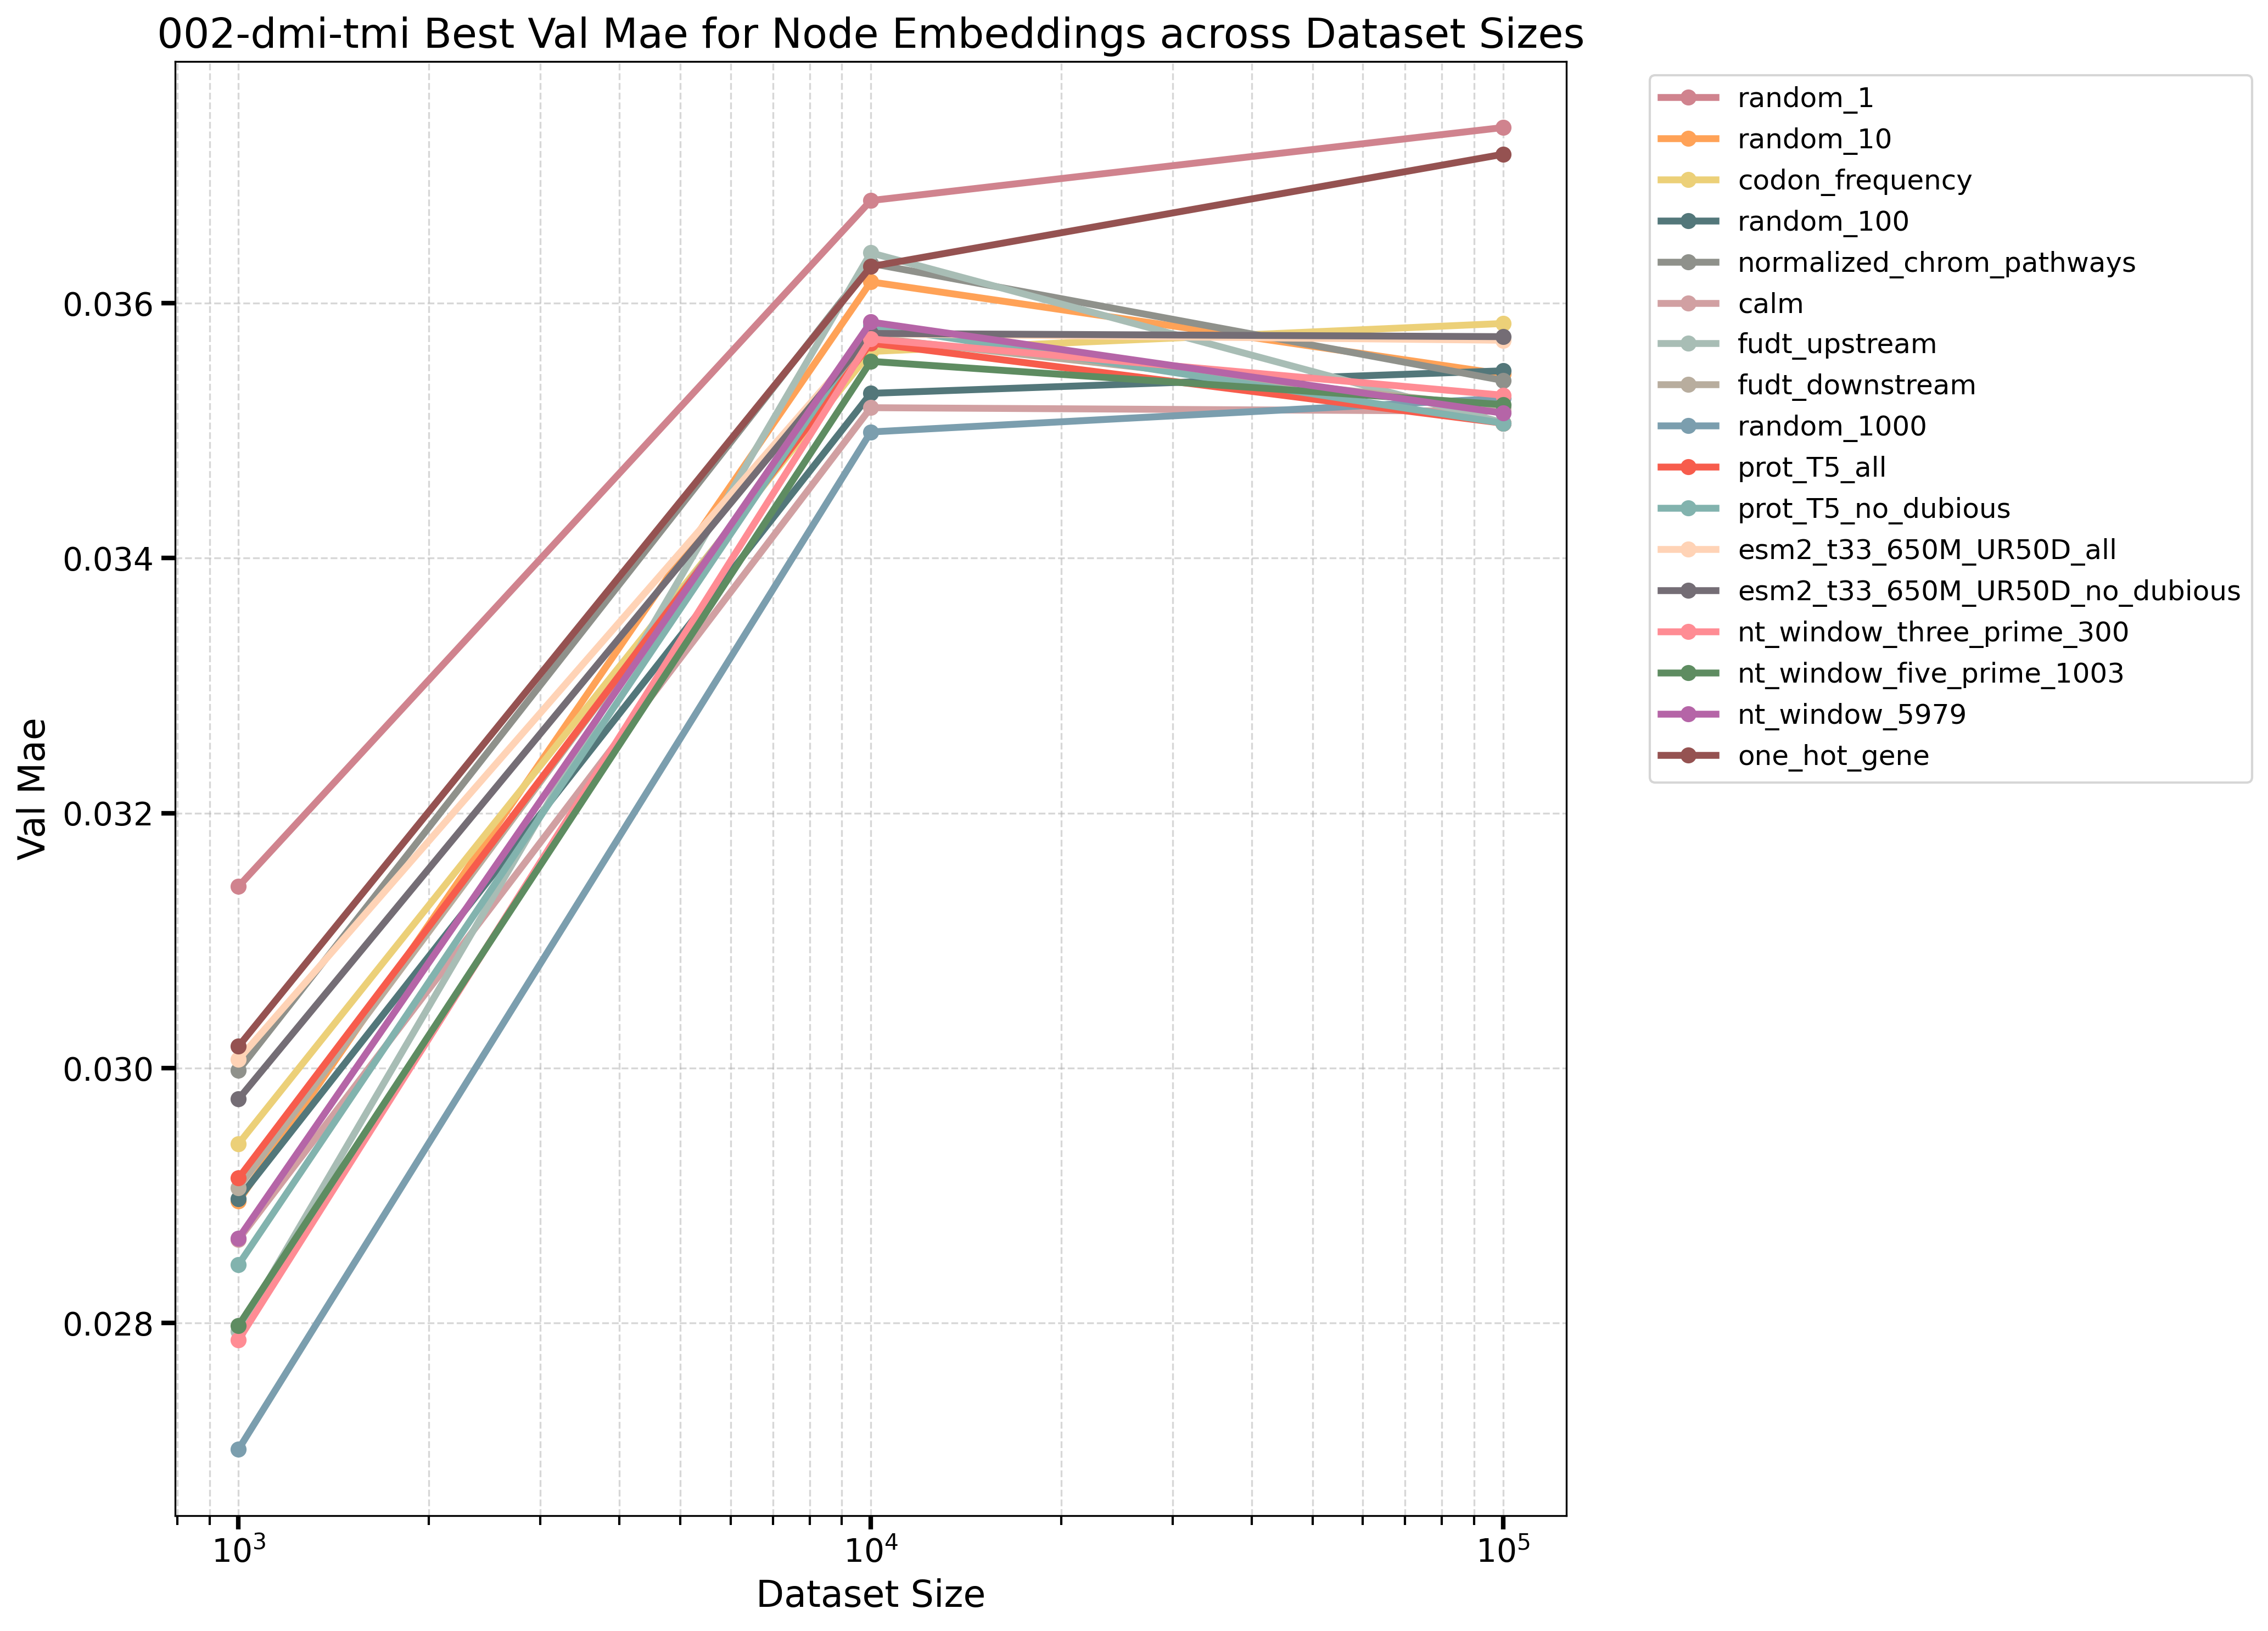 002-dmi-tmi Best Val Mae for Node Embeddings across Dataset Sizes
random_1
random_10
codon_frequency
random_100
normalized_chrom_pathways
calm
fudt_upstream
fudt_downstream
random_1000
prot_T5_all
prot_T5_no_dubious
esm2_t33_650M_UR50D_all
esm2_t33_650M_UR50D_no_dubious
nt_window_three_prime_300
nt_window_five_prime_1003
nt_window_5979
one_hot_gene
Val Mae
0.036
0.034
0.032
0.030
0.028
10³
10⁴
10⁵
Dataset Size